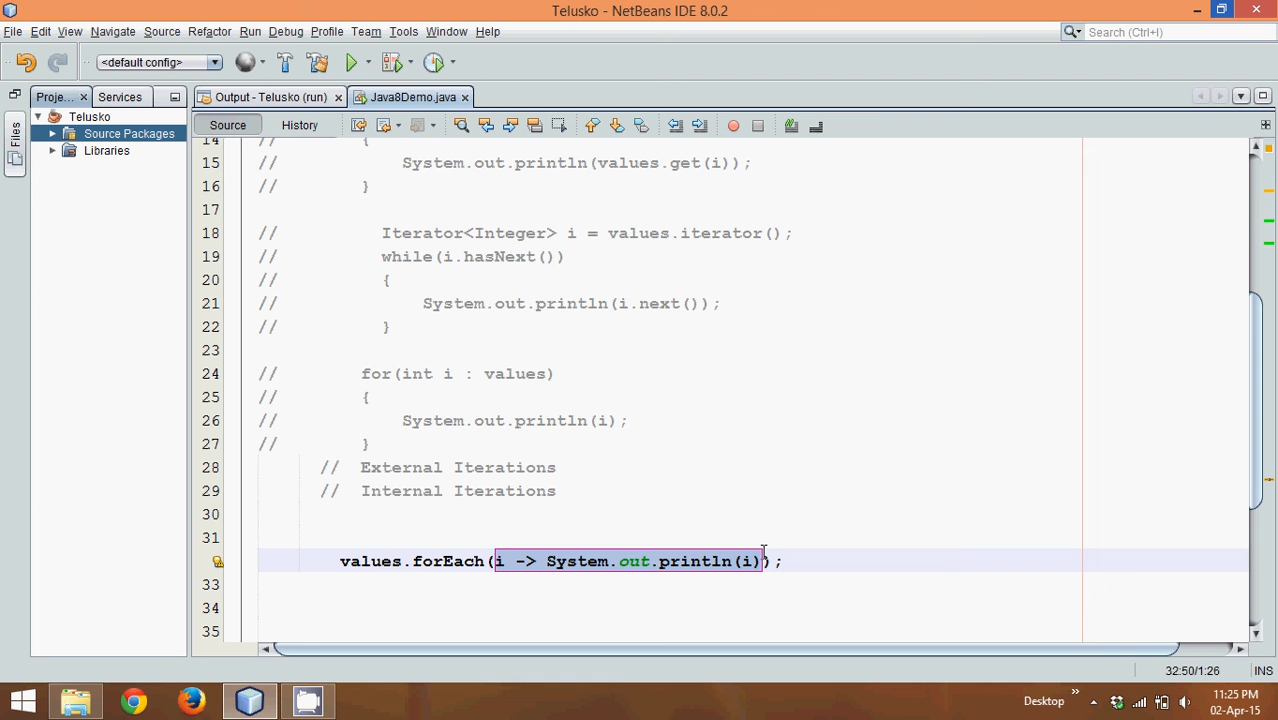 Telusko - NetBeans IDE 8.0.2
File Edit View Navigate Source Refactor Run Debug Profile Team Tools Window Help
Search (Ctrl+I)
<default config>
Proje... Services
Output - Telusko (run) Java8Demo.java
Files
Telusko
Source Packages
Libraries
Source History
14 // {
15 // System.out.println(values.get(i));
16 // }
17
18 // Iterator<Integer> i = values.iterator();
19 // while(i.hasNext())
20 // {
21 // System.out.println(i.next());
22 // }
23
24 // for(int i : values)
25 // {
26 // System.out.println(i);
27 // }
28 // External Iterations
29 // Internal Iterations
30
31
values.forEach(i -> System.out.println(i));
33
34
35
32:50/1:26 INS
Desktop
11:25 PM
02-Apr-15